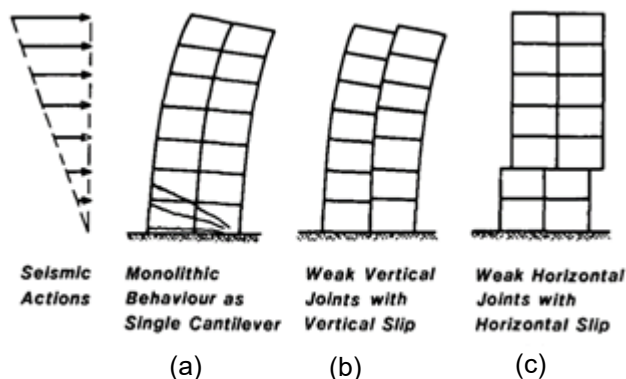 Seismic
Actions
Monolithic
Behaviour as
Single Cantilever
Weak Vertical
Joints with
Vertical Slip
Weak Horizontal
Joints with
Horizontal Slip
(a)
(b)
(c)